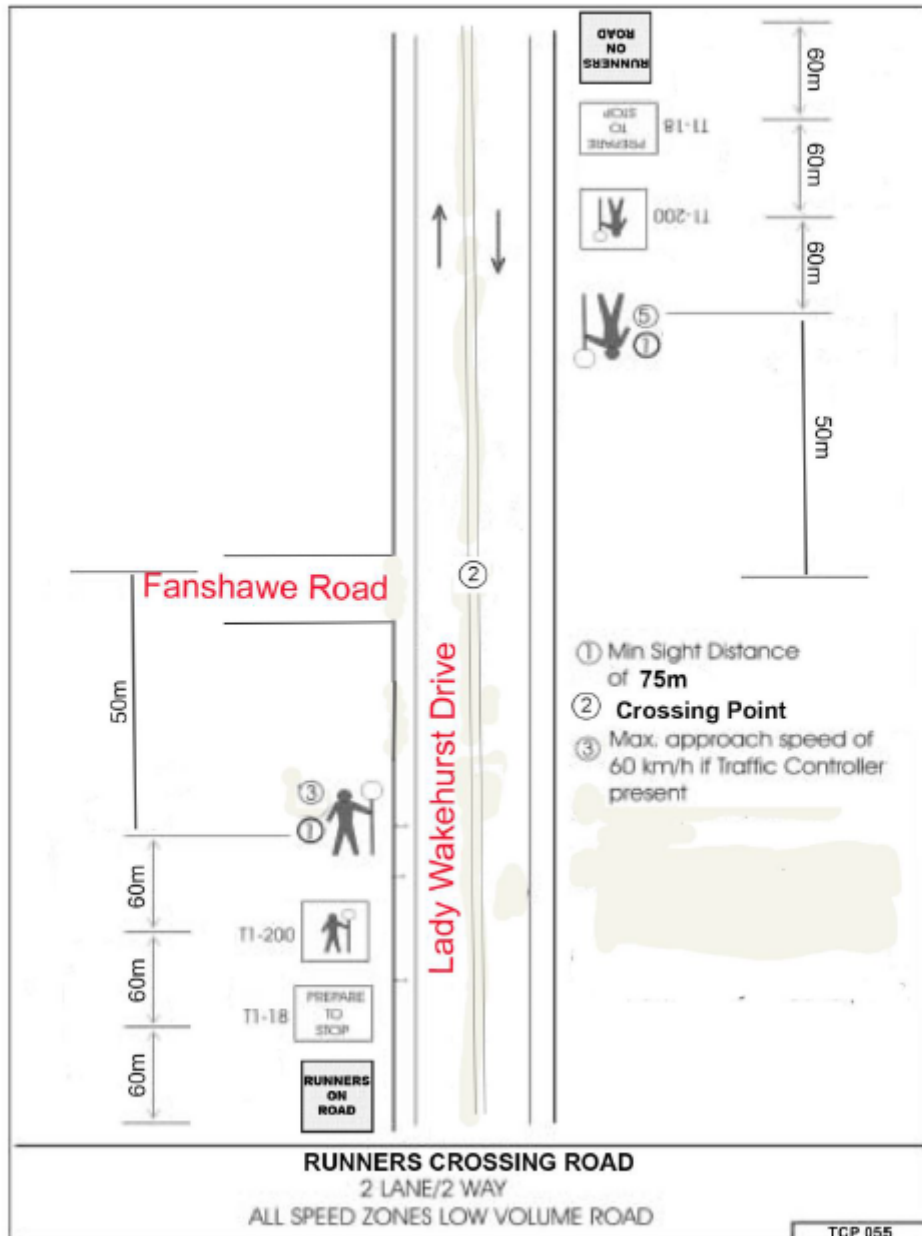 RUNNERS
ON
ROAD
60m
PREPARE
TO
STOP
T1-18
60m
T1-200
60m
5
1
50m
Fanshawe Road
2
Lady Wakehurst Drive
50m
1 Min Sight Distance
of 75m
2 Crossing Point
3 Max. approach speed of
60 km/h if Traffic Controller
present
3
1
60m
T1-200
60m
T1-18
PREPARE
TO
STOP
60m
RUNNERS
ON
ROAD
RUNNERS CROSSING ROAD
2 LANE/2 WAY
ALL SPEED ZONES LOW VOLUME ROAD
TCP 055